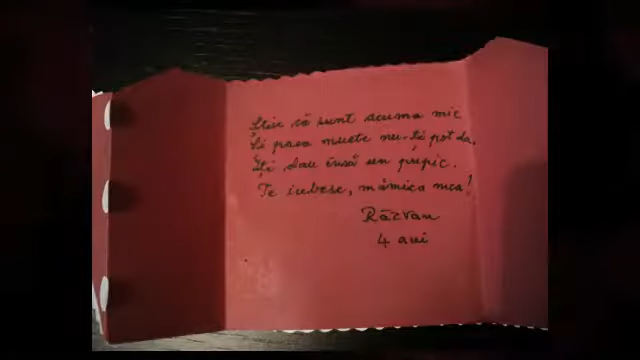 Știu că sunt acuma mic
Și prea multe nu-ți pot da,
Îți dau însă un pupic.
Te iubesc, mămica mea!
Răzvan
4 ani